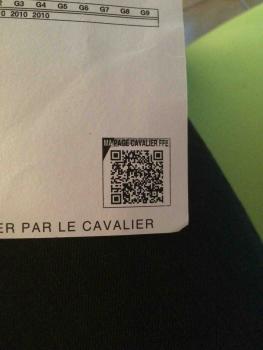 G3 G4 G5 G6 G7 G8 G9
2010 2010
PAGE CAVALIER FFE
ER PAR LE CAVALIER